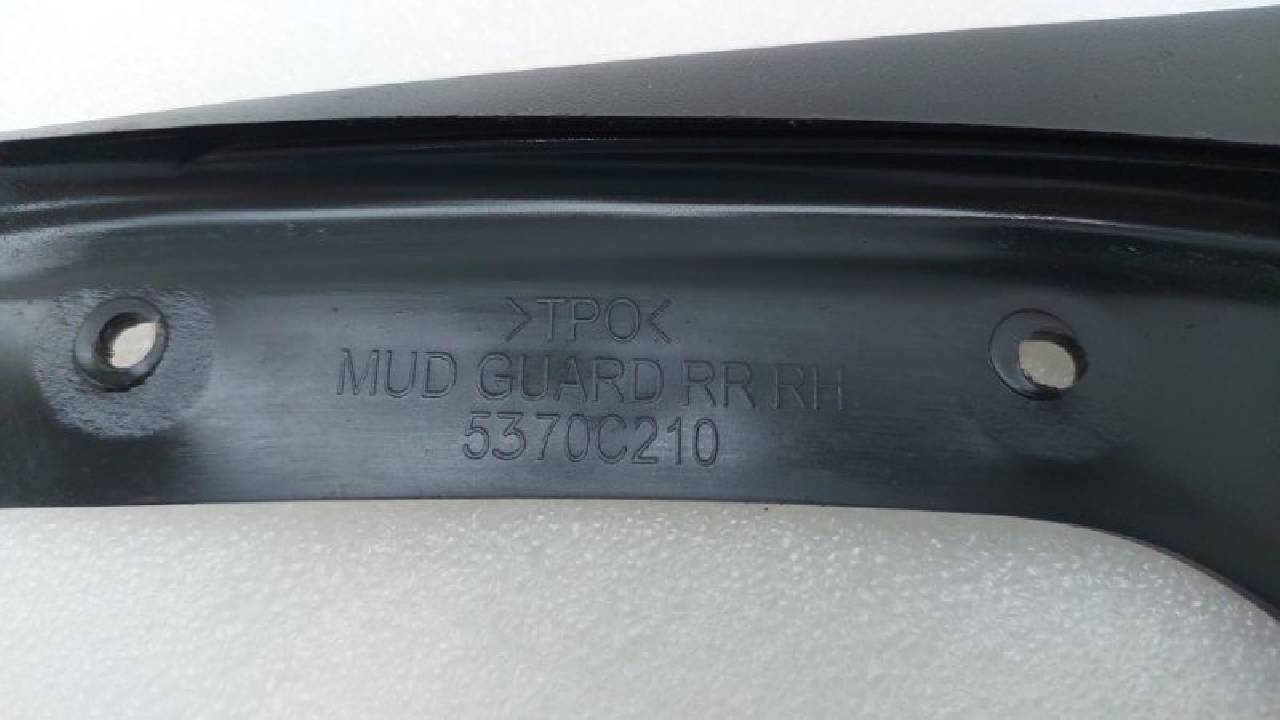 >TPO<
MUD GUARD RR RH
5370C210